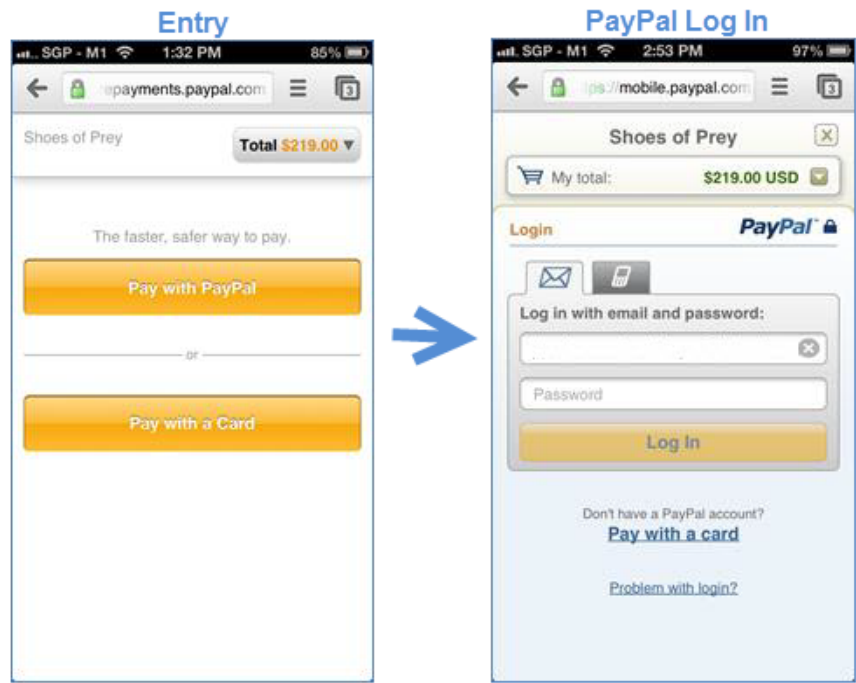 Entry
SGP - M1 1:32 PM 85%
payments.paypal.com 3
Shoes of Prey
Total $219.00
The faster, safer way to pay.
Pay with PayPal
or
Pay with a Card
PayPal Log In
SGP - M1 2:53 PM 97%
ps://mobile.paypal.com 3
Shoes of Prey
My total: $219.00 USD
Login PayPal™
Log in with email and password:
Password
Log In
Don't have a PayPal account?
Pay with a card
Problem with login?